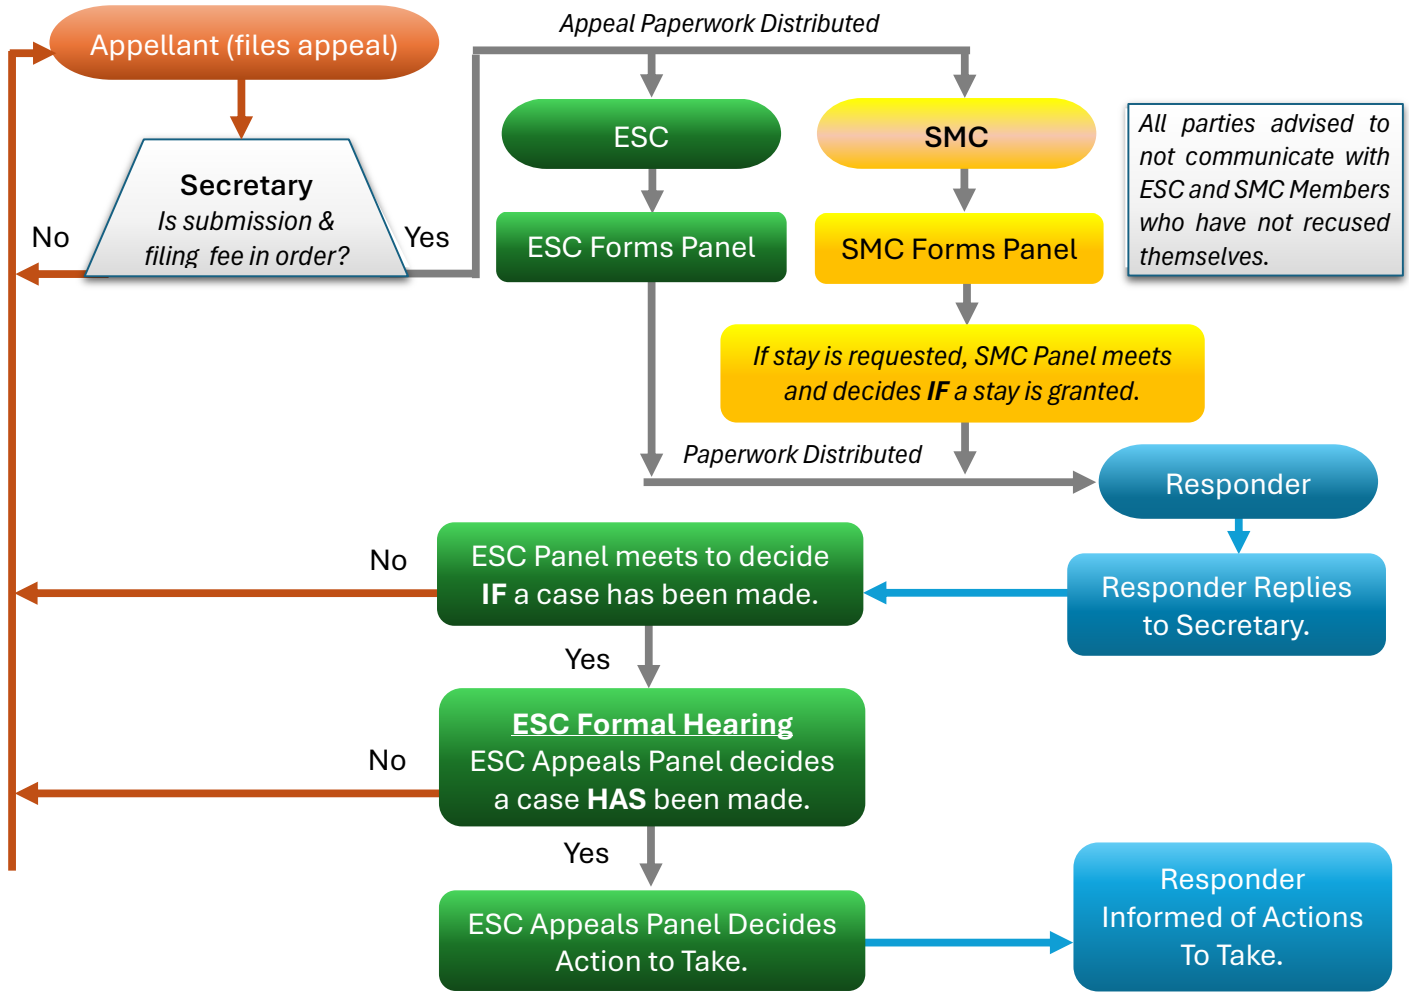 Appeal Paperwork Distributed
Appellant (files appeal)
ESC
SMC
All parties advised to
not communicate with
ESC and SMC Members
who have not recused
themselves.
Secretary
Is submission &
filing fee in order?
No
Yes
ESC Forms Panel
SMC Forms Panel
If stay is requested, SMC Panel meets
and decides IF a stay is granted.
Paperwork Distributed
Responder
Responder Replies
to Secretary.
ESC Panel meets to decide
IF a case has been made.
No
Yes
ESC Formal Hearing
ESC Appeals Panel decides
a case HAS been made.
No
Yes
ESC Appeals Panel Decides
Action to Take.
Responder
Informed of Actions
To Take.